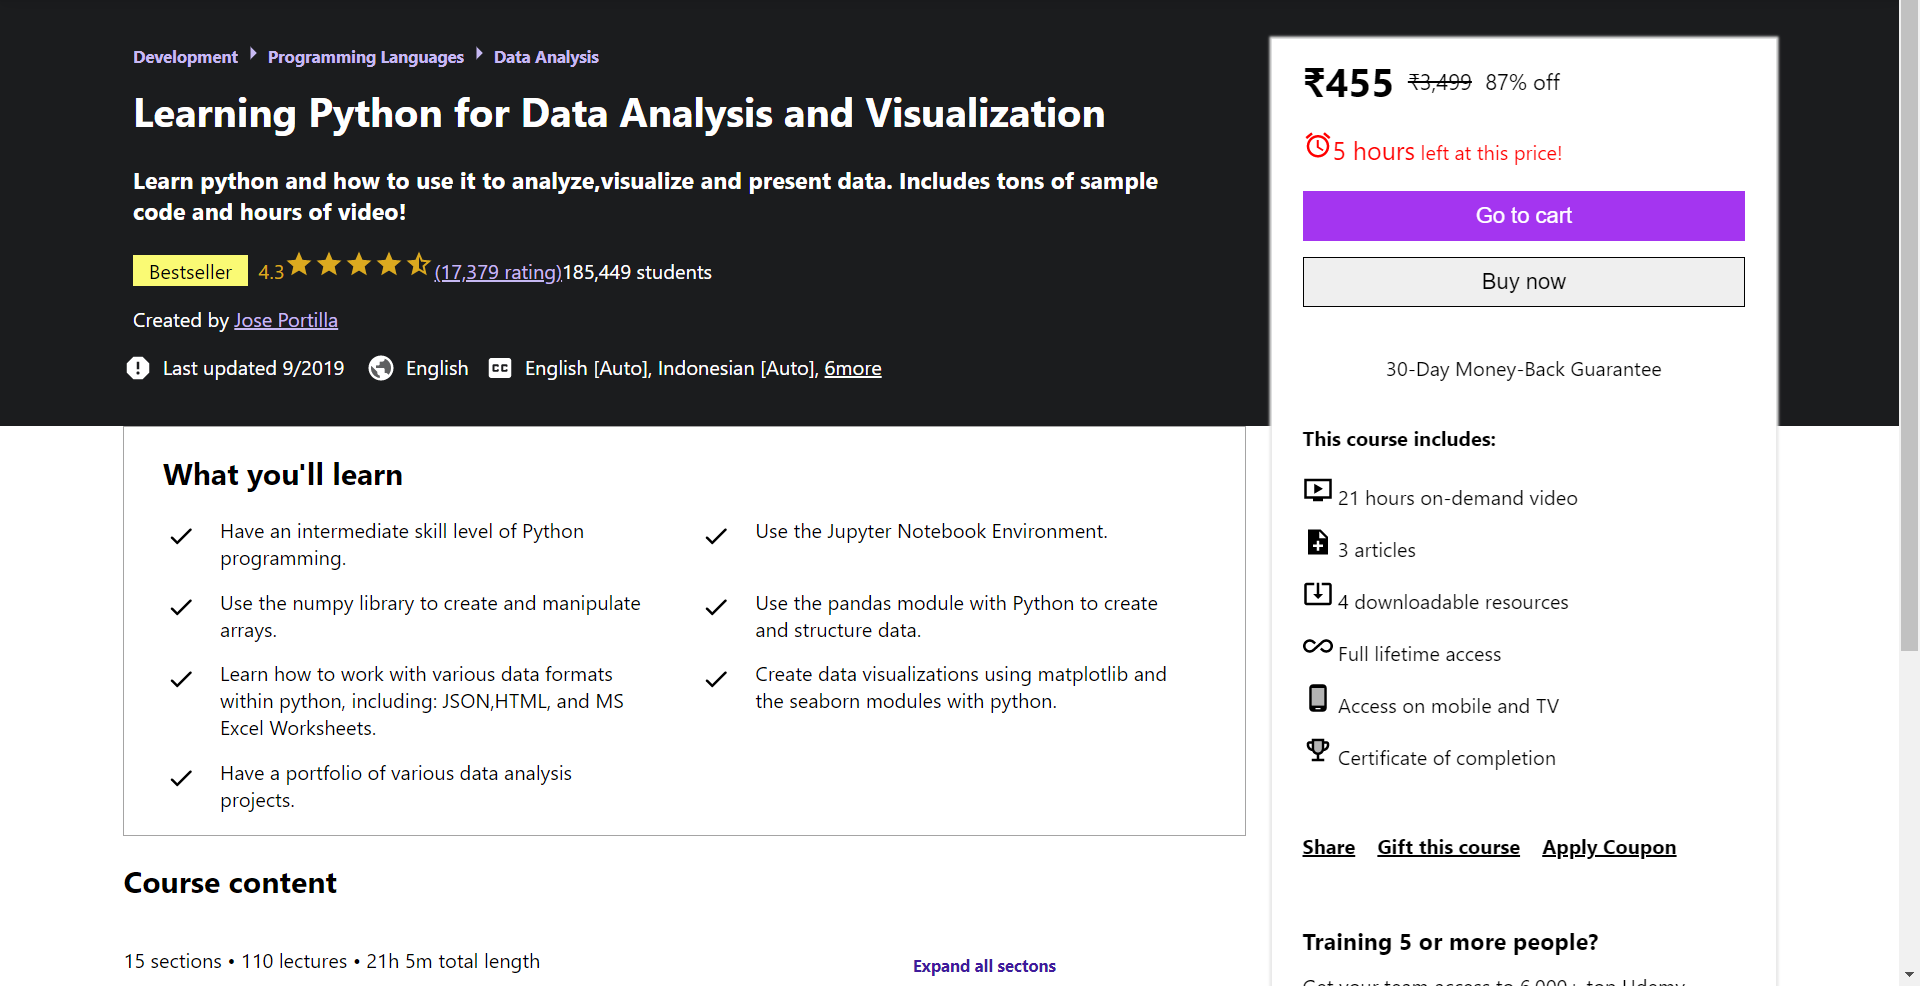 Development Programming Languages Data Analysis
Learning Python for Data Analysis and Visualization
Learn python and how to use it to analyze,visualize and present data. Includes tons of sample
code and hours of video!
Bestseller 4.3 (17,379 rating)185,449 students
Created by Jose Portilla
Last updated 9/2019 English CC English [Auto], Indonesian [Auto], 6more
₹455 ₹3,499 87% off
5 hours left at this price!
Go to cart
Buy now
30-Day Money-Back Guarantee
This course includes:
21 hours on-demand video
3 articles
4 downloadable resources
Full lifetime access
Access on mobile and TV
Certificate of completion
Share Gift this course Apply Coupon
Training 5 or more people?
Get your team access to 6,000+ top Udemy
What you'll learn
Have an intermediate skill level of Python
programming.
Use the Jupyter Notebook Environment.
Use the numpy library to create and manipulate
arrays.
Use the pandas module with Python to create
and structure data.
Learn how to work with various data formats
within python, including: JSON,HTML, and MS
Excel Worksheets.
Create data visualizations using matplotlib and
the seaborn modules with python.
Have a portfolio of various data analysis
projects.
Course content
15 sections • 110 lectures • 21h 5m total length
Expand all sectons